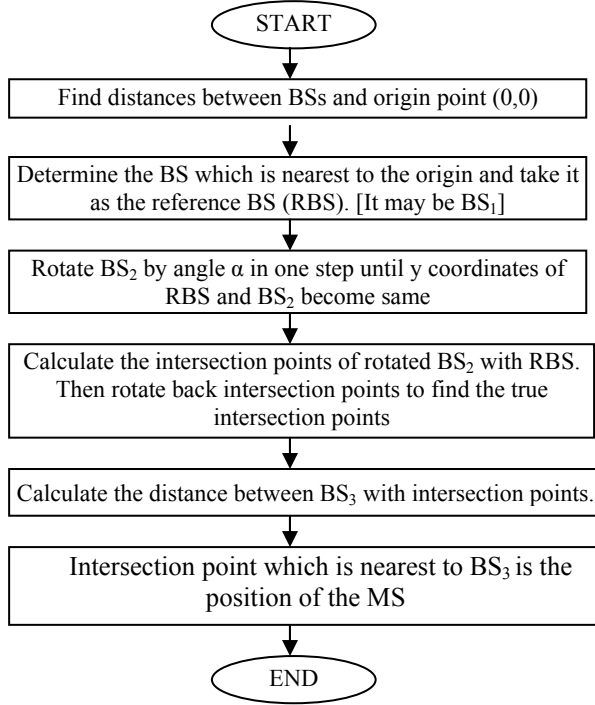 START
Find distances between BSs and origin point (0,0)
Determine the BS which is nearest to the origin and take it
as the reference BS (RBS). [It may be BS₁]
Rotate BS₂ by angle α in one step until y coordinates of
RBS and BS₂ become same
Calculate the intersection points of rotated BS₂ with RBS.
Then rotate back intersection points to find the true
intersection points
Calculate the distance between BS₃ with intersection points.
Intersection point which is nearest to BS₃ is the
position of the MS
END